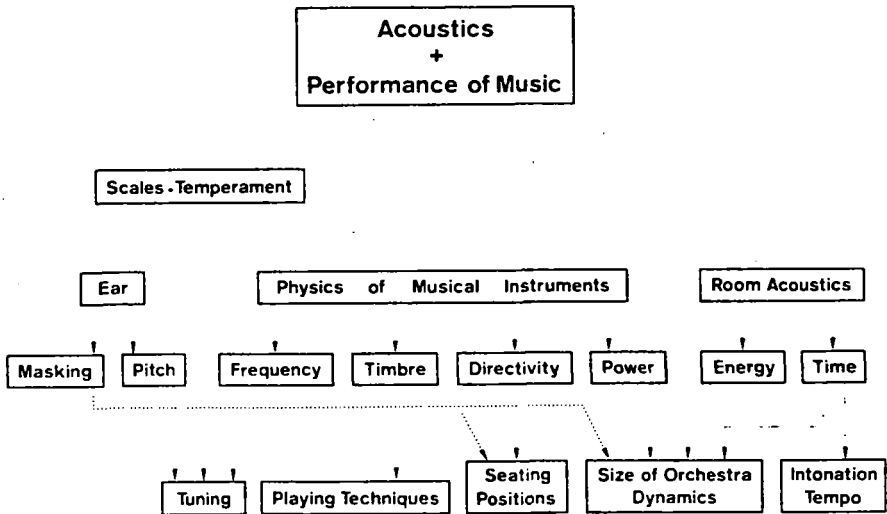 Acoustics
+
Performance of Music
Scales-Temperament
Ear
Physics of Musical Instruments
Room Acoustics
Masking
Pitch
Frequency
Timbre
Directivity
Power
Energy
Time
Tuning
Playing Techniques
Seating
Positions
Size of Orchestra
Dynamics
Intonation
Tempo